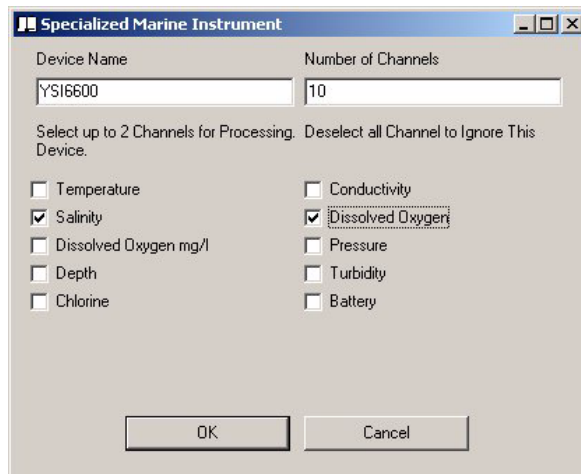 Specialized Marine Instrument
Device Name
Number of Channels
YSI6600
10
Select up to 2 Channels for Processing. Deselect all Channel to Ignore This
Device.
Temperature
Conductivity
Salinity
Dissolved Oxygen
Dissolved Oxygen mg/l
Pressure
Depth
Turbidity
Chlorine
Battery
OK
Cancel